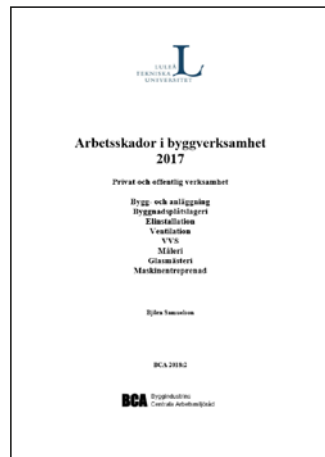 LULEÅ
TEKNISKA
UNIVERSITET
L
Arbetsskador i byggverksamhet
2017
Privat och offentlig verksamhet
Bygg- och anläggning
Byggnadsplåtslageri
Elinstallation
Ventilation
VVS
Måleri
Glasmästeri
Maskinentreprenad
Björn Samuelson
BCA 2018:2
BCA Byggindustrins
Centrala Arbetsmiljöråd